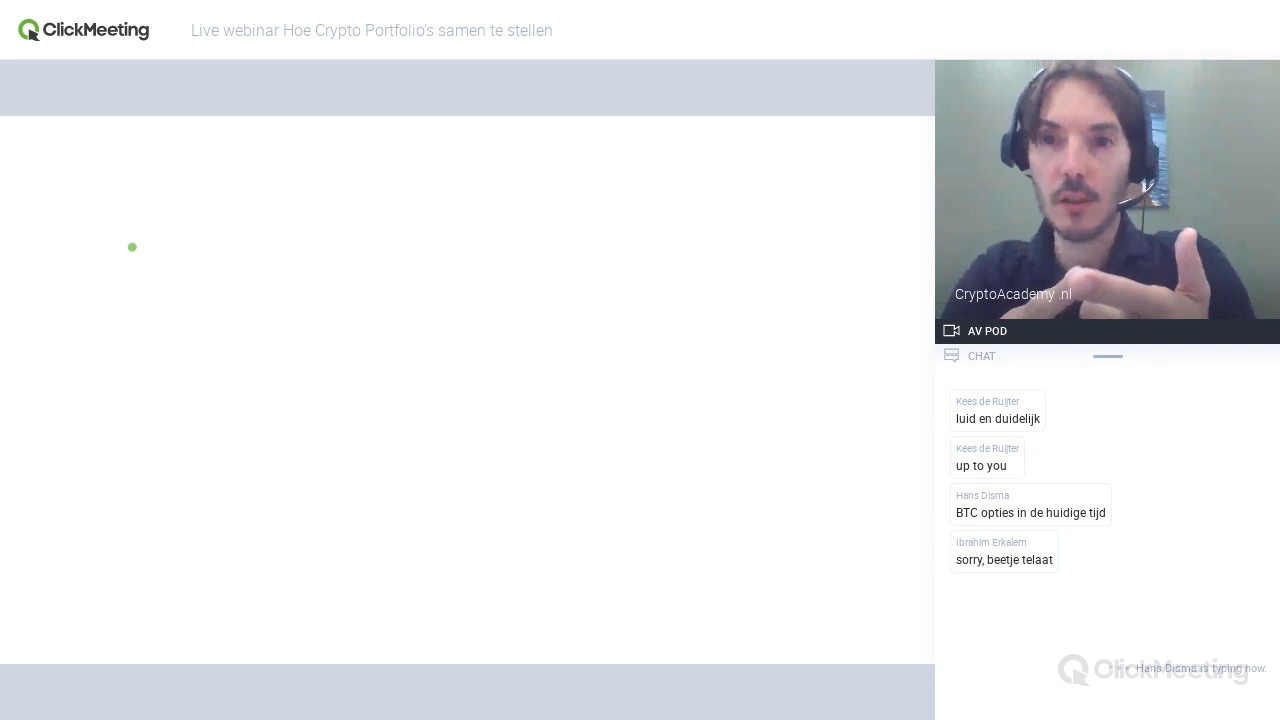 ClickMeeting
Live webinar Hoe Crypto Portfolio's samen te stellen
CryptoAcademy .nl
AV POD
CHAT
Kees de Ruijter
luid en duidelijk
Kees de Ruijter
up to you
Hans Disma
BTC opties in de huidige tijd
Ibrahim Erkalem
sorry, beetje telaat
Hans Disma is typing now.
ClickMeeting